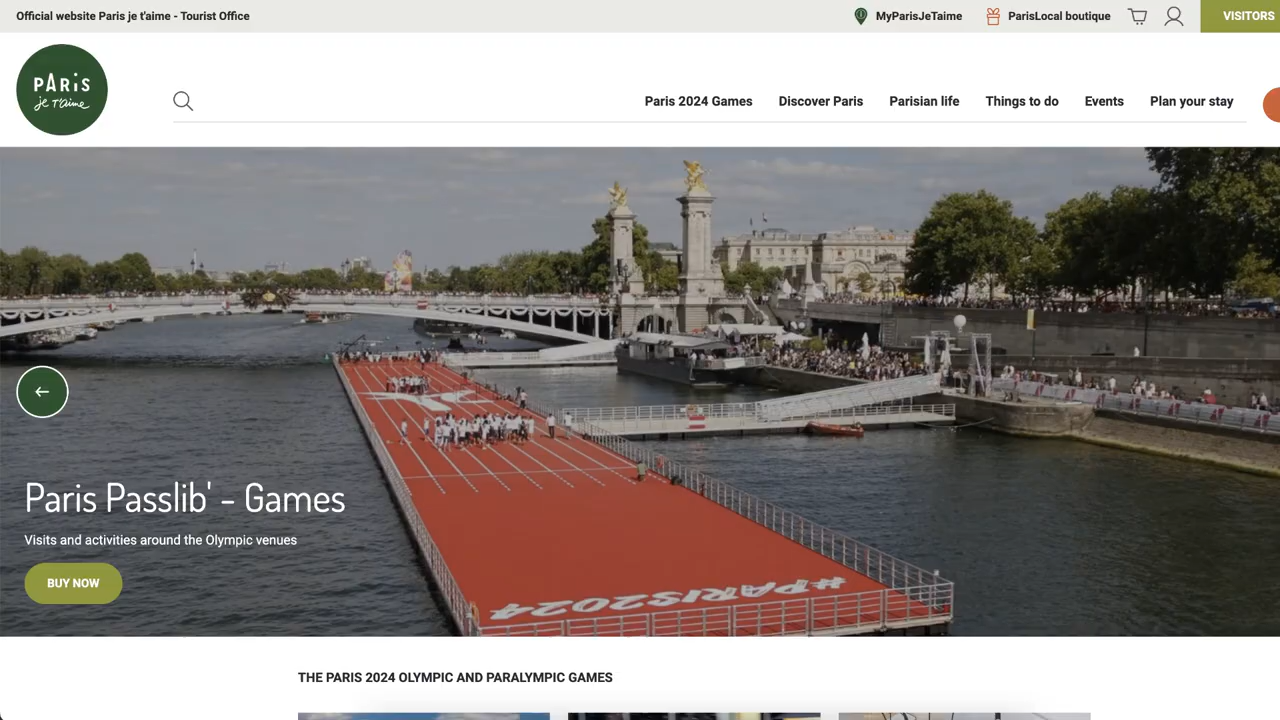 Official website Paris je t'aime - Tourist Office
MyParisJeTaime
ParisLocal boutique
VISITORS
PARiS
je t'aime
Paris 2024 Games
Discover Paris
Parisian life
Things to do
Events
Plan your stay
#PARIS2024
Paris Passlib' - Games
Visits and activities around the Olympic venues
BUY NOW
THE PARIS 2024 OLYMPIC AND PARALYMPIC GAMES